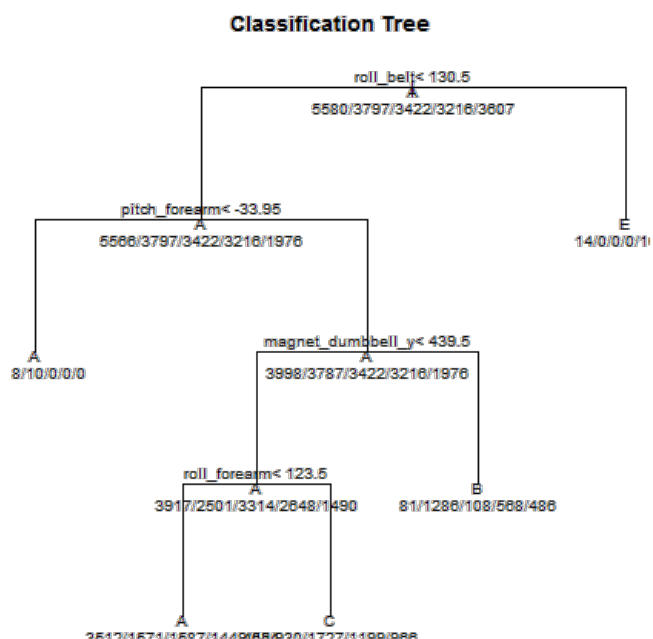 Classification Tree
roll_belt< 130.5
A
5580/3797/3422/3216/3607
pitch_forearm< -33.95
A
5566/3797/3422/3216/1976
E
14/0/0/0/1
A
8/10/0/0/0
magnet_dumbbell_y< 439.5
A
3998/3787/3422/3216/1976
roll_forearm< 123.5
A
3917/2501/3314/2648/1490
B
81/1286/108/568/486
A
C